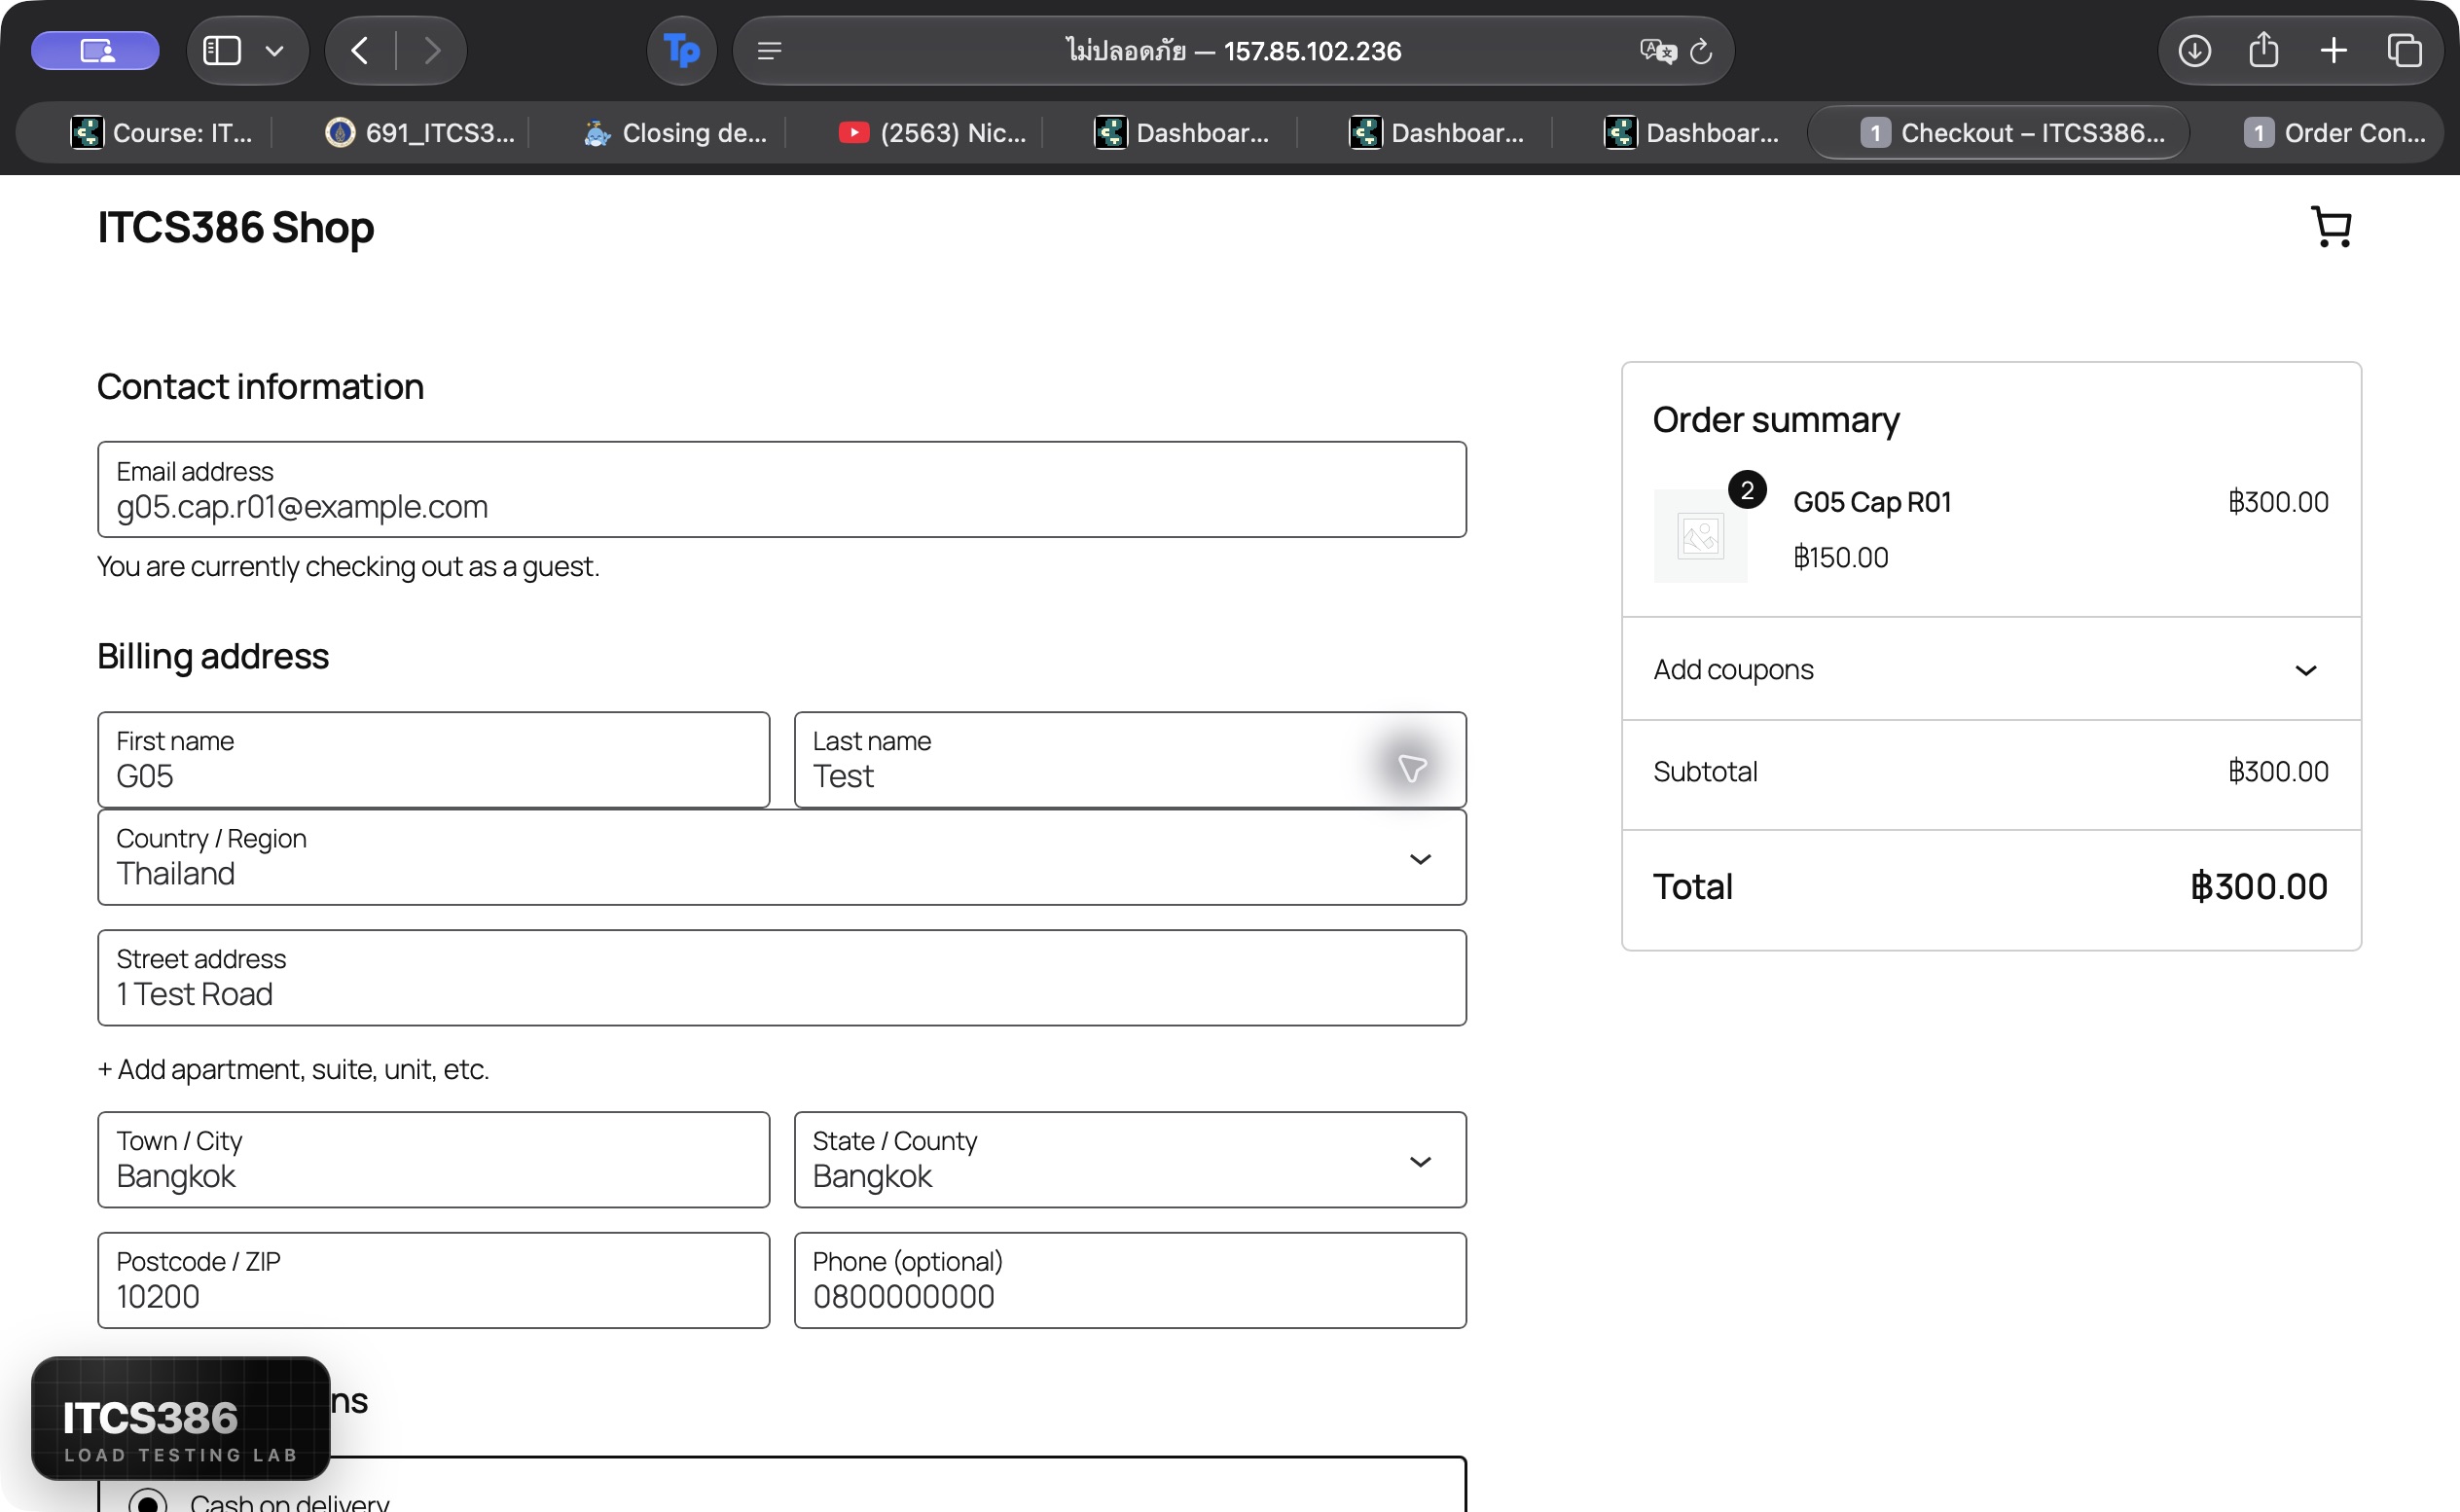 ไม่ปลอดภัย — 157.85.102.236
Course: IT...
691_ITCS3...
Closing de...
(2563) Nic...
Dashboar...
Dashboar...
Dashboar...
1 Checkout – ITCS386...
1 Order Con...
ITCS386 Shop
Contact information
Email address
g05.cap.r01@example.com
You are currently checking out as a guest.
Billing address
First name
G05
Last name
Test
Country / Region
Thailand
Street address
1 Test Road
+ Add apartment, suite, unit, etc.
Town / City
Bangkok
State / County
Bangkok
Postcode / ZIP
10200
Phone (optional)
0800000000
ns
Cash on delivery
ITCS386
LOAD TESTING LAB
Order summary
2
G05 Cap R01
฿300.00
฿150.00
Add coupons
Subtotal ฿300.00
Total ฿300.00